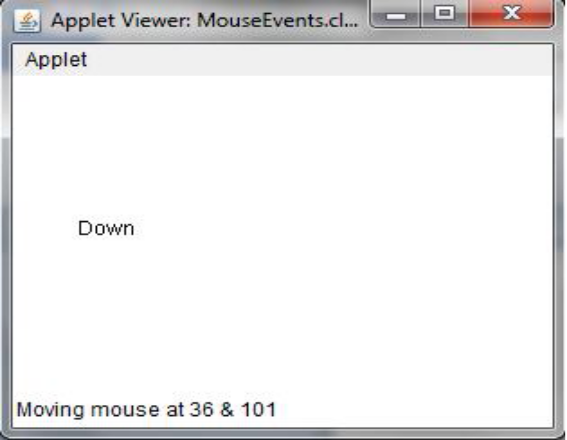 Applet Viewer: MouseEvents.cl...
Applet
Down
Moving mouse at 36 & 101